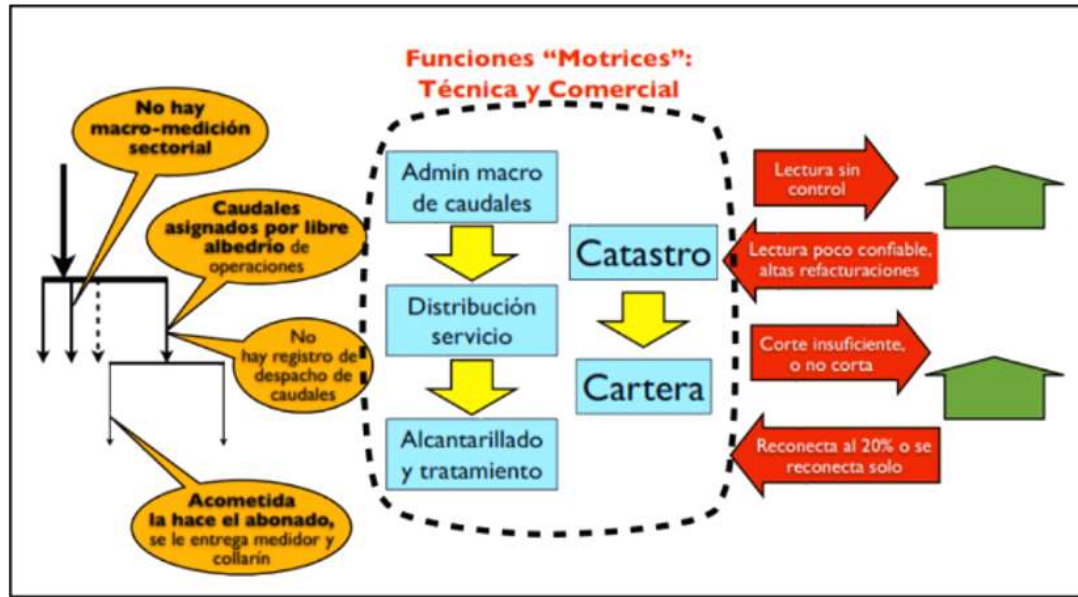 Funciones “Motrices”:
Técnica y Comercial
No hay
macro-medición
sectorial
Caudales
asignados por libre
albedrío de
operaciones
No
hay registro de
despacho de
caudales
Acometida
la hace el abonado,
se le entrega medidor y
collarín
Admin macro
de caudales
Distribución
servicio
Alcantarillado
y tratamiento
Catastro
Cartera
Lectura sin
control
Lectura poco confiable,
altas refacturaciones
Corte insuficiente,
o no corta
Reconecta al 20% o se
reconecta solo